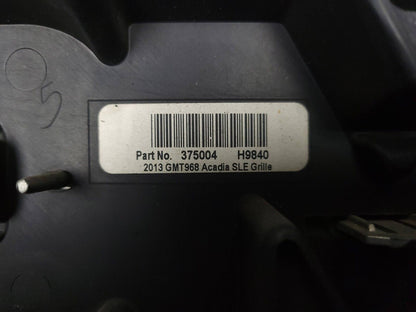 Part No. 375004 H9840
2013 GMT968 Acadia SLE Grille